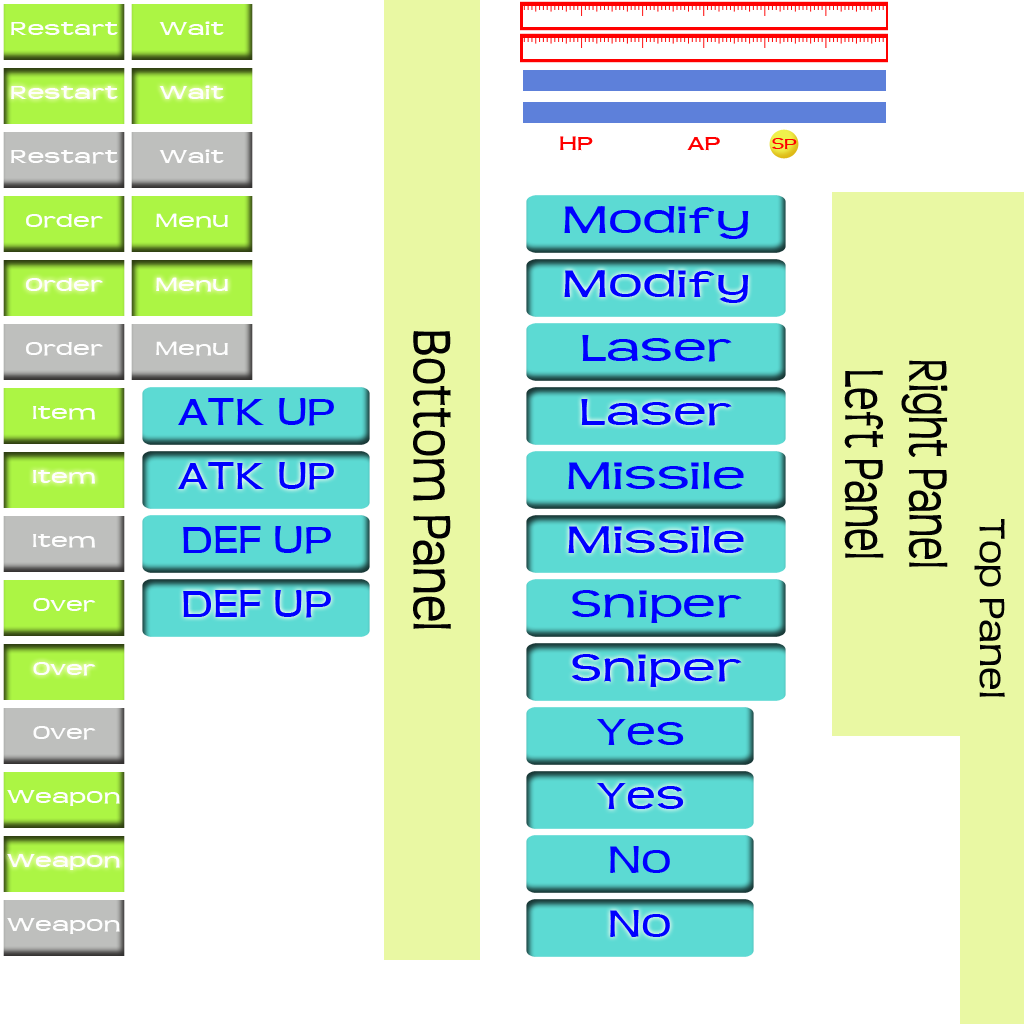 Restart Wait
Restart Wait
Restart Wait
Order Menu
Order Menu
Order Menu
Item
Item
Item
Over
Over
Over
Weapon
Weapon
Weapon
ATK UP
ATK UP
DEF UP
DEF UP
Bottom Panel
HP AP SP
Modify
Modify
Laser
Laser
Missile
Missile
Sniper
Sniper
Yes
Yes
No
No
Left Panel
Right Panel
Top Panel